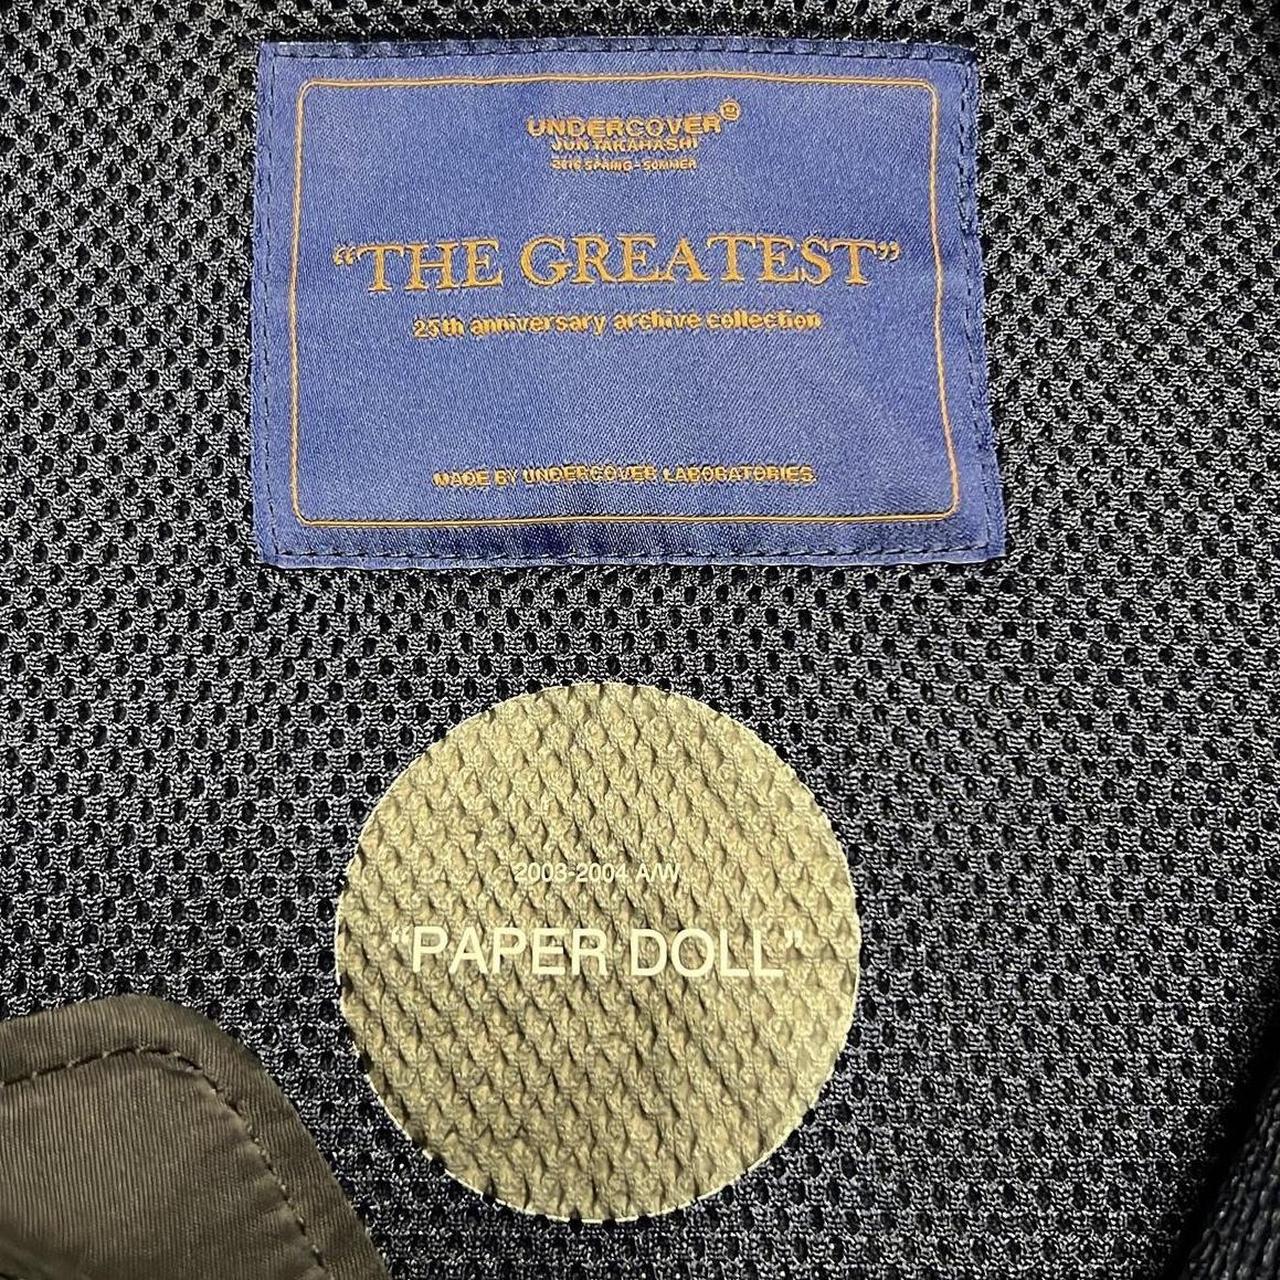 UNDERCOVER
JUN TAKAHASHI
2016 SPRING - SUMMER
“THE GREATEST”
25th anniversary archive collection
MADE BY UNDERCOVER LABORATORIES.
2003-2004 A/W
“PAPER DOLL”